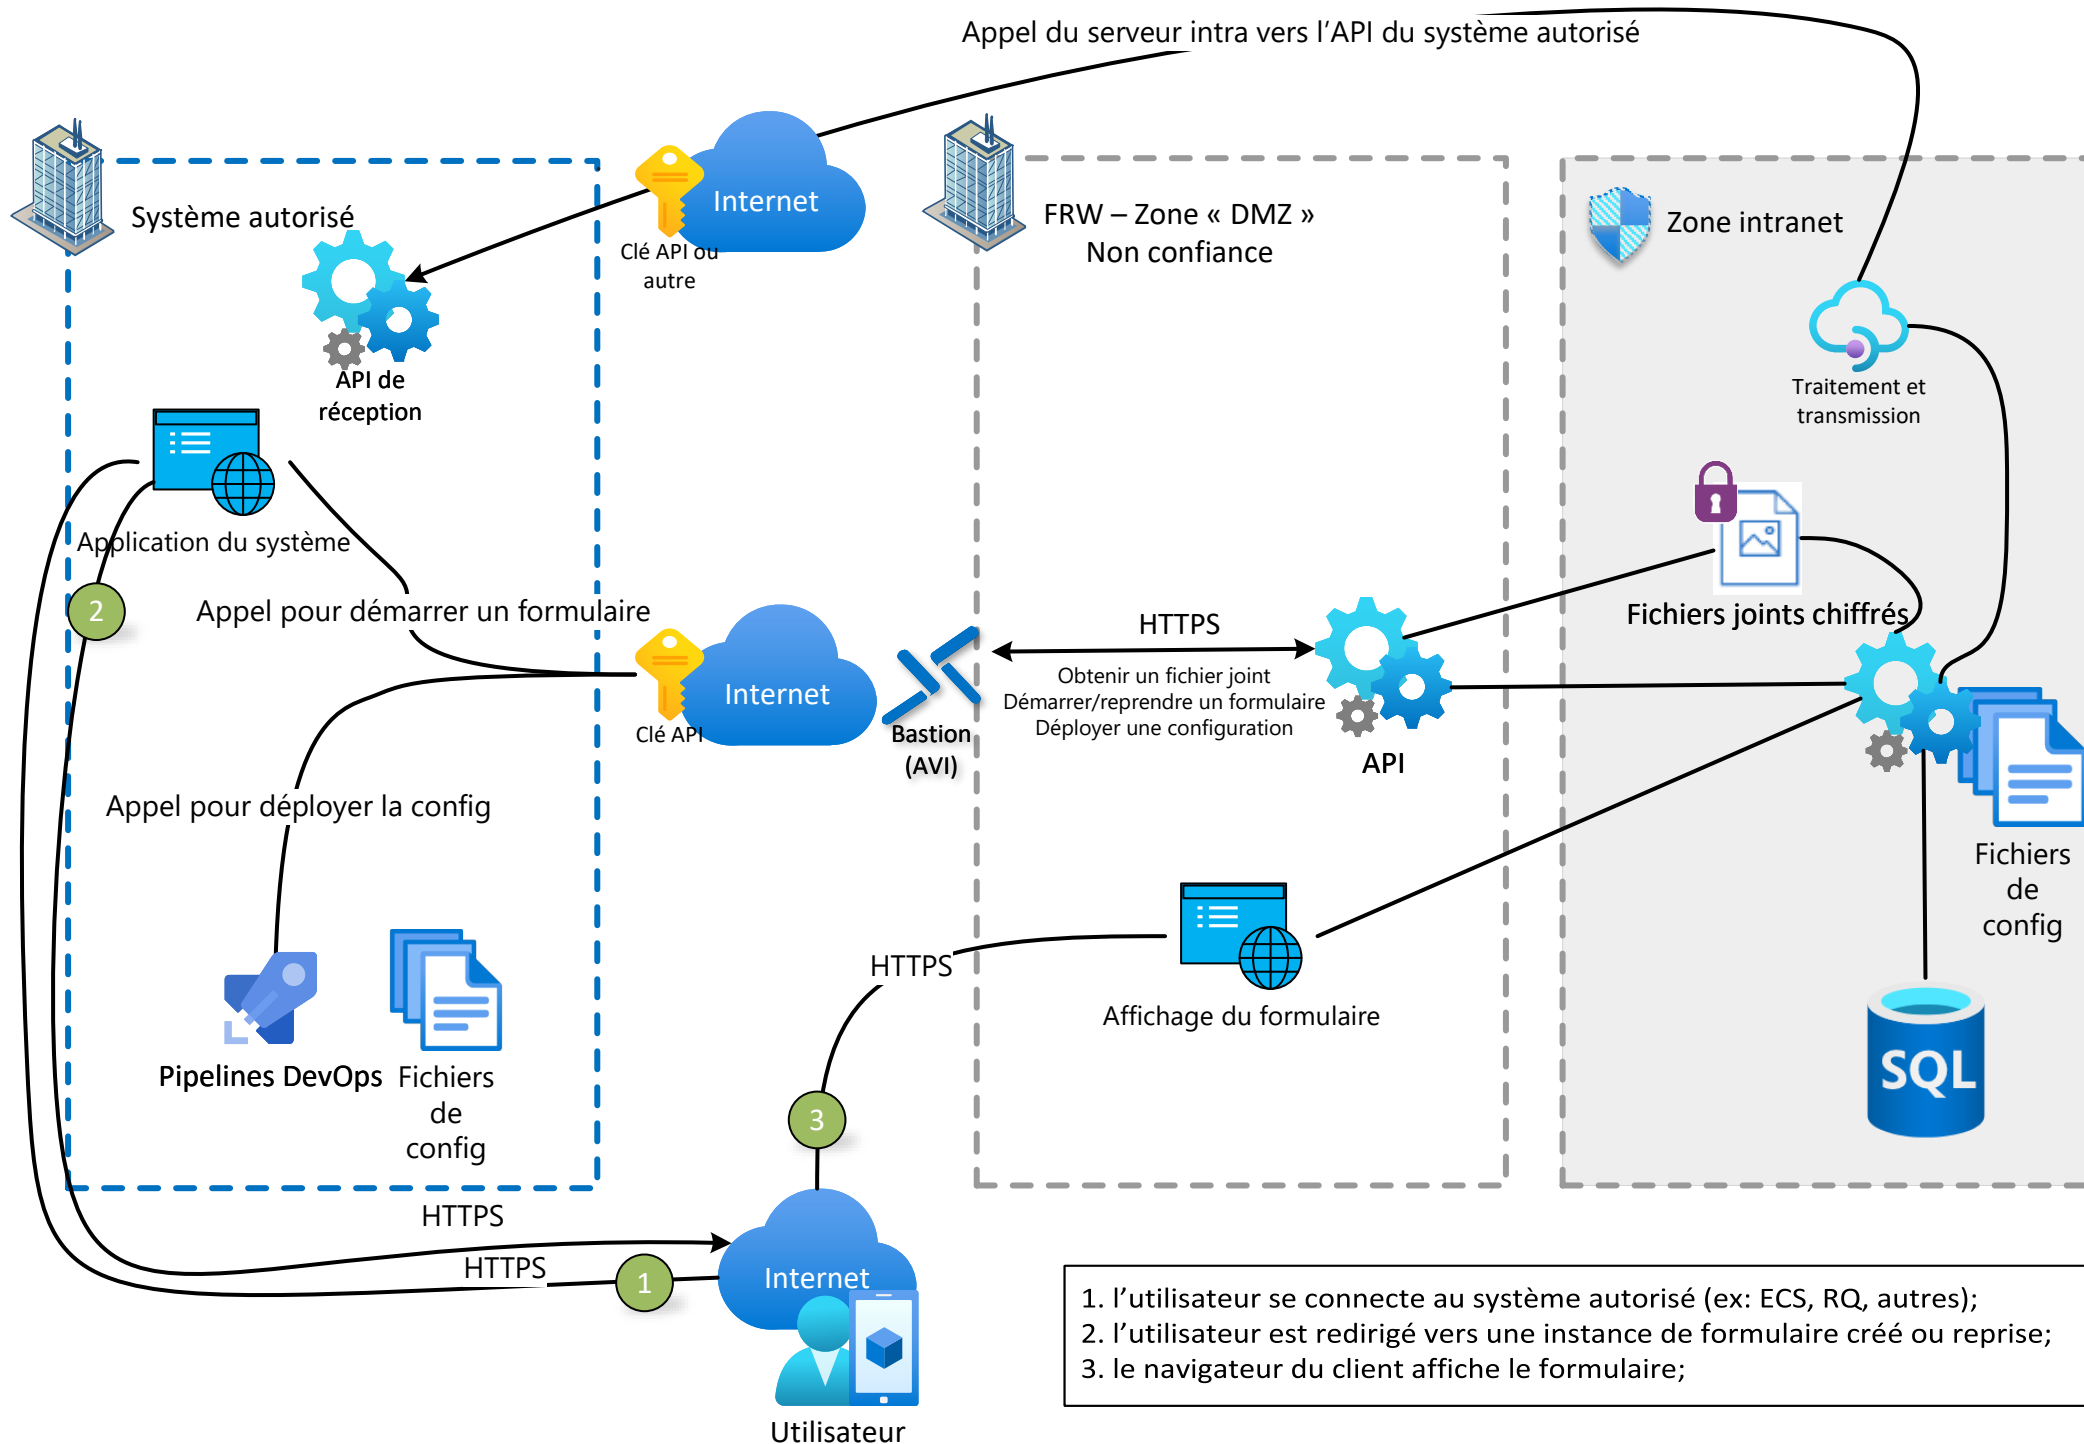 Appel du serveur intra vers l’API du système autorisé
Système autorisé
Internet
Clé API ou
autre
FRW – Zone « DMZ »
Non confiance
Zone intranet
API de
réception
Traitement et
transmission
Application du système
2
Appel pour démarrer un formulaire
Internet
Clé API
Bastion
(AVI)
HTTPS
Obtenir un fichier joint
Démarrer/reprendre un formulaire
Déployer une configuration
API
Fichiers joints chiffrés
Appel pour déployer la config
Fichiers
de
config
HTTPS
Affichage du formulaire
SQL
Pipelines DevOps
Fichiers
de
config
3
HTTPS
HTTPS
1
Internet
Utilisateur
1. l’utilisateur se connecte au système autorisé (ex: ECS, RQ, autres);
2. l’utilisateur est redirigé vers une instance de formulaire créé ou reprise;
3. le navigateur du client affiche le formulaire;